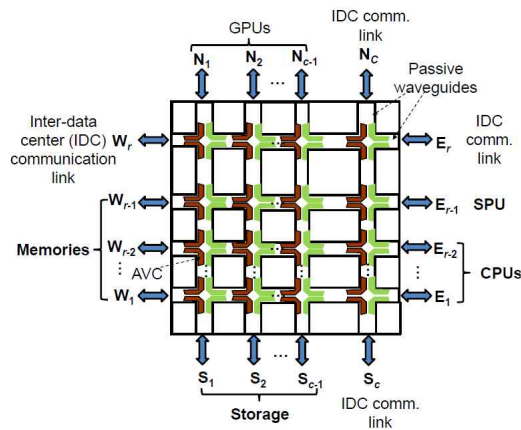 GPUs
IDC comm.
link
N1 N2 ... Nc-1 NC
Passive
waveguides
Inter-data
center (IDC)
communication
link
Wr
Er
IDC
comm.
link
Wr-1
Er-1 SPU
Memories
Wr-2
Er-2
...
AVC
CPUs
W1
E1
S1 S2 ... Sc-1 Sc
Storage
IDC comm.
link